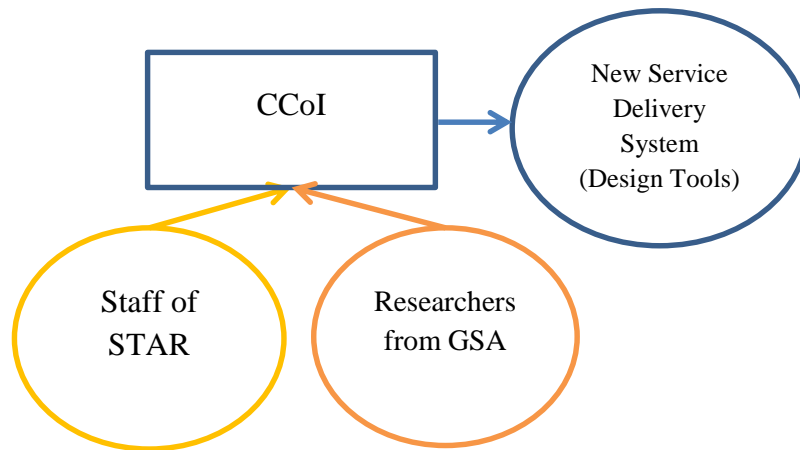 CCoI
New Service
Delivery
System
(Design Tools)
Staff of
STAR
Researchers
from GSA